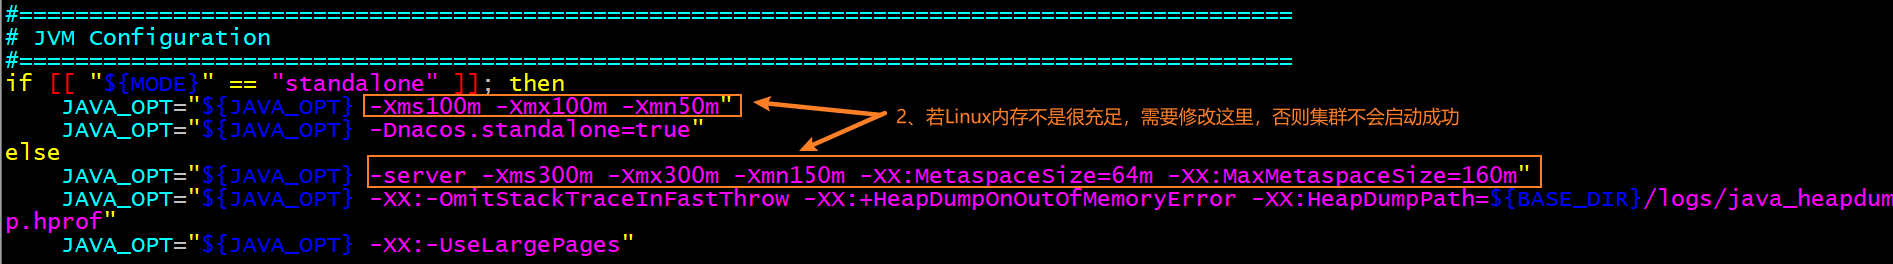 #===========================================================================================
# JVM Configuration
#===========================================================================================
if [[ "${MODE}" == "standalone" ]]; then
    JAVA_OPT="${JAVA_OPT} -Xms100m -Xmx100m -Xmn50m"
2、若Linux内存不是很充足，需要修改这里，否则集群不会启动成功
    JAVA_OPT="${JAVA_OPT} -Dnacos.standalone=true"
else
    JAVA_OPT="${JAVA_OPT} -server -Xms300m -Xmx300m -Xmn150m -XX:MetaspaceSize=64m -XX:MaxMetaspaceSize=160m"
    JAVA_OPT="${JAVA_OPT} -XX:-OmitStackTraceInFastThrow -XX:+HeapDumpOnOutOfMemoryError -XX:HeapDumpPath=${BASE_DIR}/logs/java_heapdum
p.hprof"
    JAVA_OPT="${JAVA_OPT} -XX:-UseLargePages"